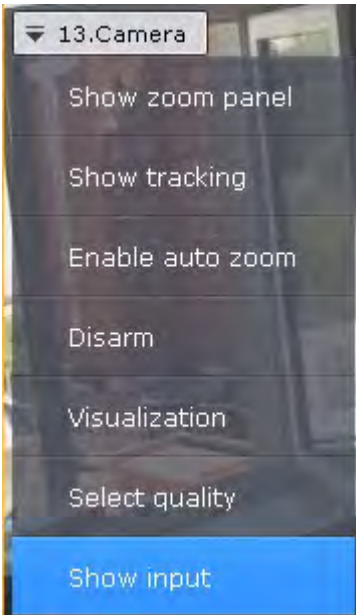 13.Camera
Show zoom panel
Show tracking
Enable auto zoom
Disarm
Visualization
Select quality
Show input